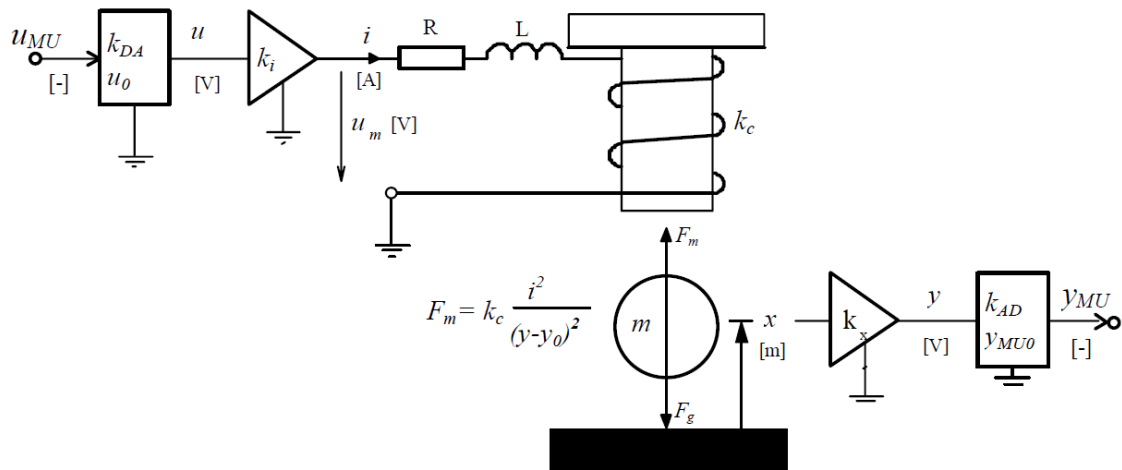 u_MU
[-]
k_DA
u_0
u
[V]
k_i
i
[A]
R
L
u_m [V]
k_c
F_m
F_m = k_c i^2 / (y-y_0)^2
m
F_g
x
[m]
k_x
y
[V]
k_AD
y_MU0
y_MU
[-]